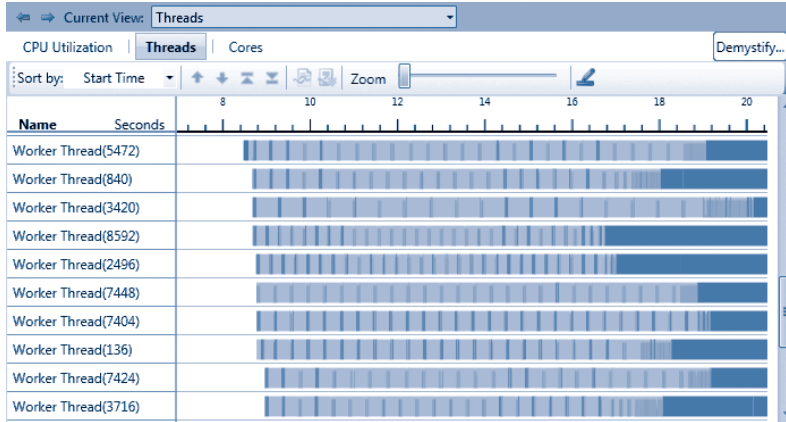 Current View: Threads
CPU Utilization | Threads | Cores Demystify...
Sort by: Start Time Zoom
8 10 12 14 16 18 20
Name Seconds
Worker Thread(5472)
Worker Thread(840)
Worker Thread(3420)
Worker Thread(8592)
Worker Thread(2496)
Worker Thread(7448)
Worker Thread(7404)
Worker Thread(136)
Worker Thread(7424)
Worker Thread(3716)